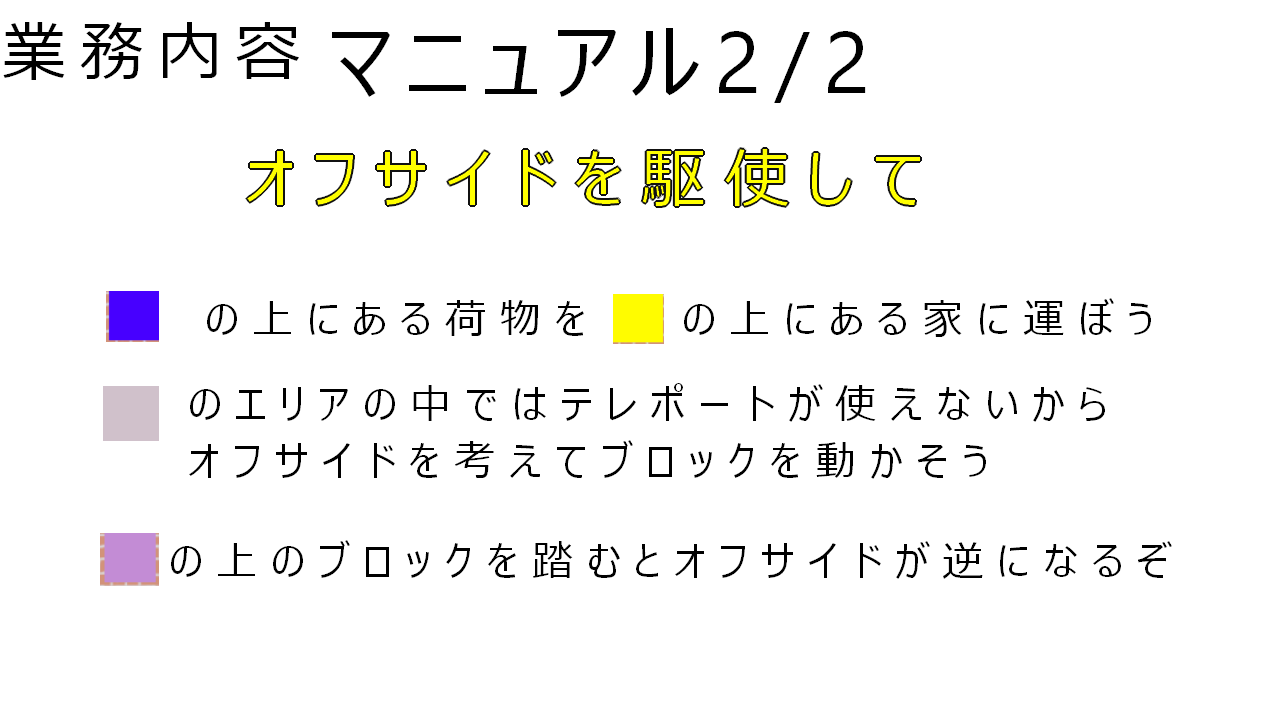 業務内容 マニュアル2/2
オフサイドを駆使して
の上にある荷物を の上にある家に運ぼう
のエリアの中ではテレポートが使えないから
オフサイドを考えてブロックを動かそう
の上のブロックを踏むとオフサイドが逆になるぞ